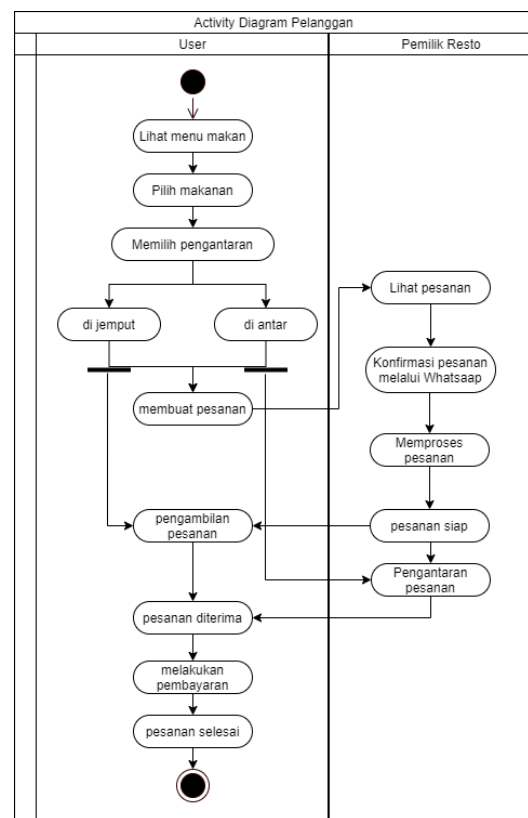 Activity Diagram Pelanggan
User
Pemilik Resto
Lihat menu makan
Pilih makanan
Memilih pengantaran
Lihat pesanan
di jemput
di antar
Konfirmasi pesanan
melalui Whatsaap
membuat pesanan
Memproses
pesanan
pengambilan
pesanan
pesanan siap
Pengantaran
pesanan
pesanan diterima
melakukan
pembayaran
pesanan selesai